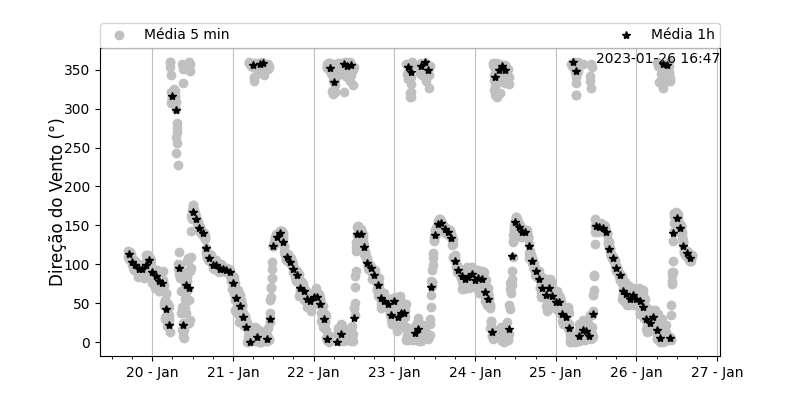 Média 5 min
Média 1h
2023-01-26 16:47
Direção do Vento (°)
350
300
250
200
150
100
50
0
20 - Jan
21 - Jan
22 - Jan
23 - Jan
24 - Jan
25 - Jan
26 - Jan
27 - Jan